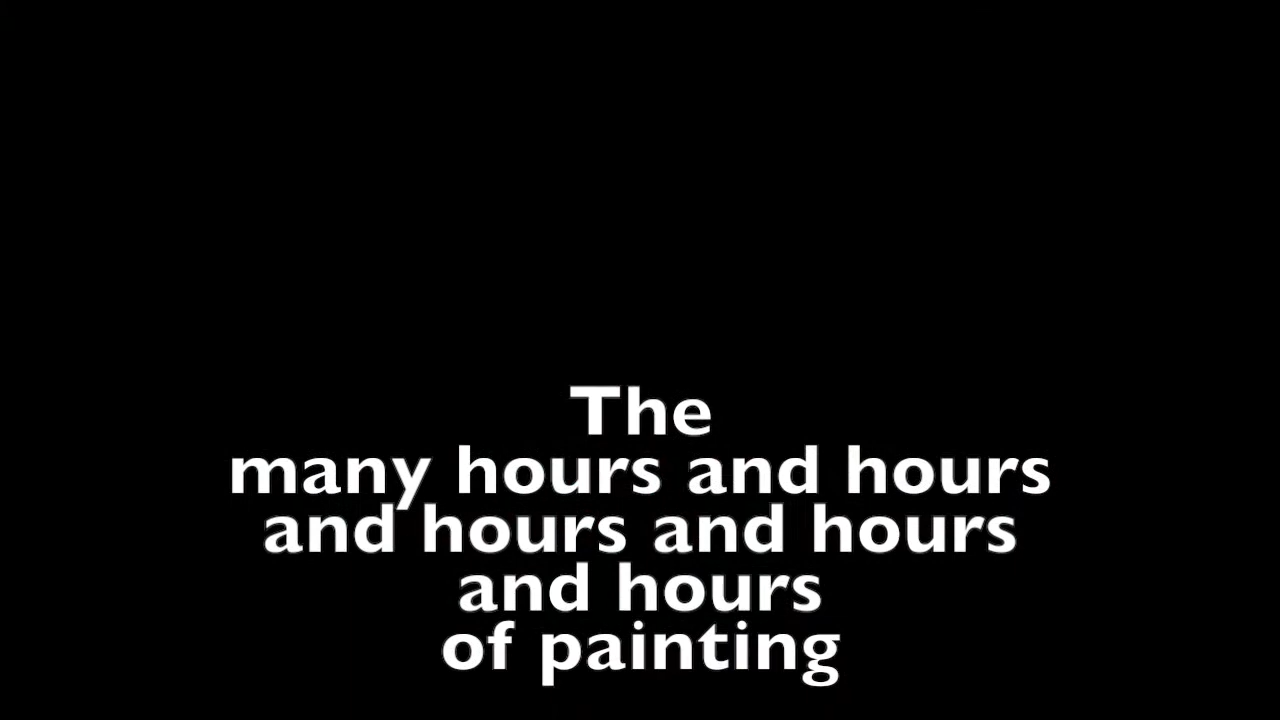 The
many hours and hours
and hours and hours
and hours
of painting